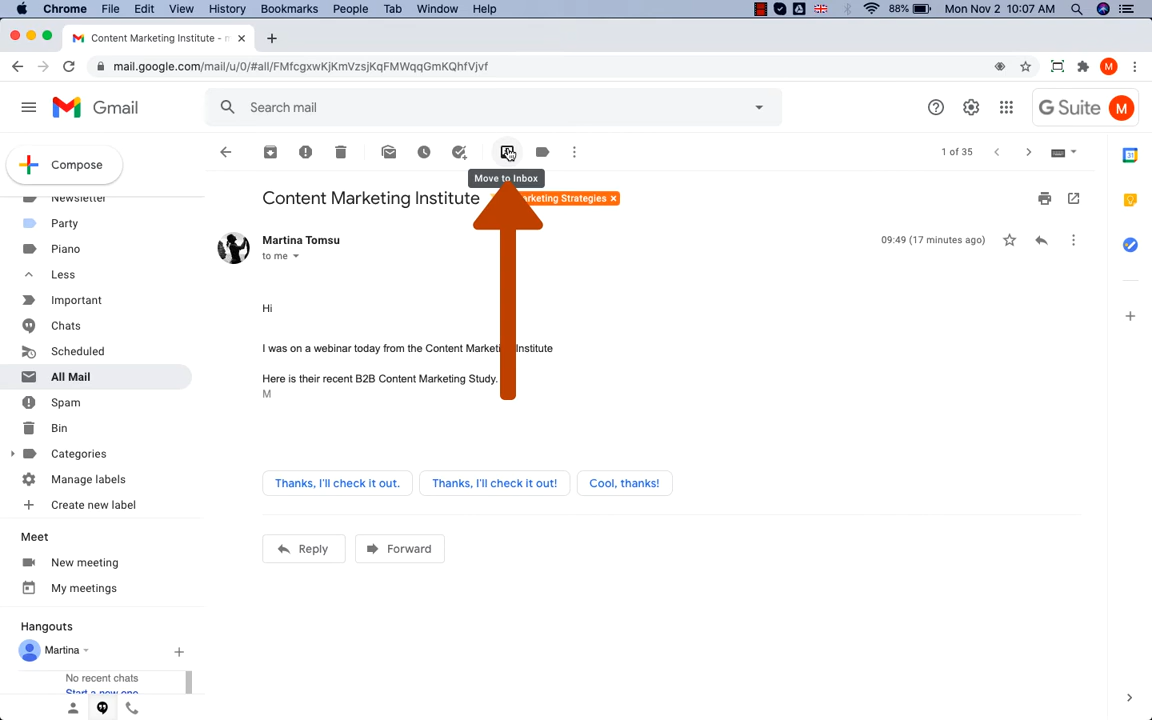 Chrome File Edit View History Bookmarks People Tab Window Help 88% Mon Nov 2 10:07 AM
Content Marketing Institute - m
mail.google.com/mail/u/0/#all/FMfcgxwKjKmVzsjKqFMWqqGmKQhfVjvf M
Gmail Search mail G Suite M
Compose 1 of 35
Move to Inbox
Newsletter
Content Marketing Institute rketing Strategies x
Party
Piano
Martina Tomsu 09:49 (17 minutes ago)
to me
Less
Important
Chats
Scheduled
All Mail
Spam
Bin
Categories
Manage labels
Create new label
Hi
I was on a webinar today from the Content Marketing Institute
Here is their recent B2B Content Marketing Study.
M
Thanks, I'll check it out. Thanks, I'll check it out! Cool, thanks!
Reply Forward
Meet
New meeting
My meetings
Hangouts
Martina
No recent chats
Start a new one